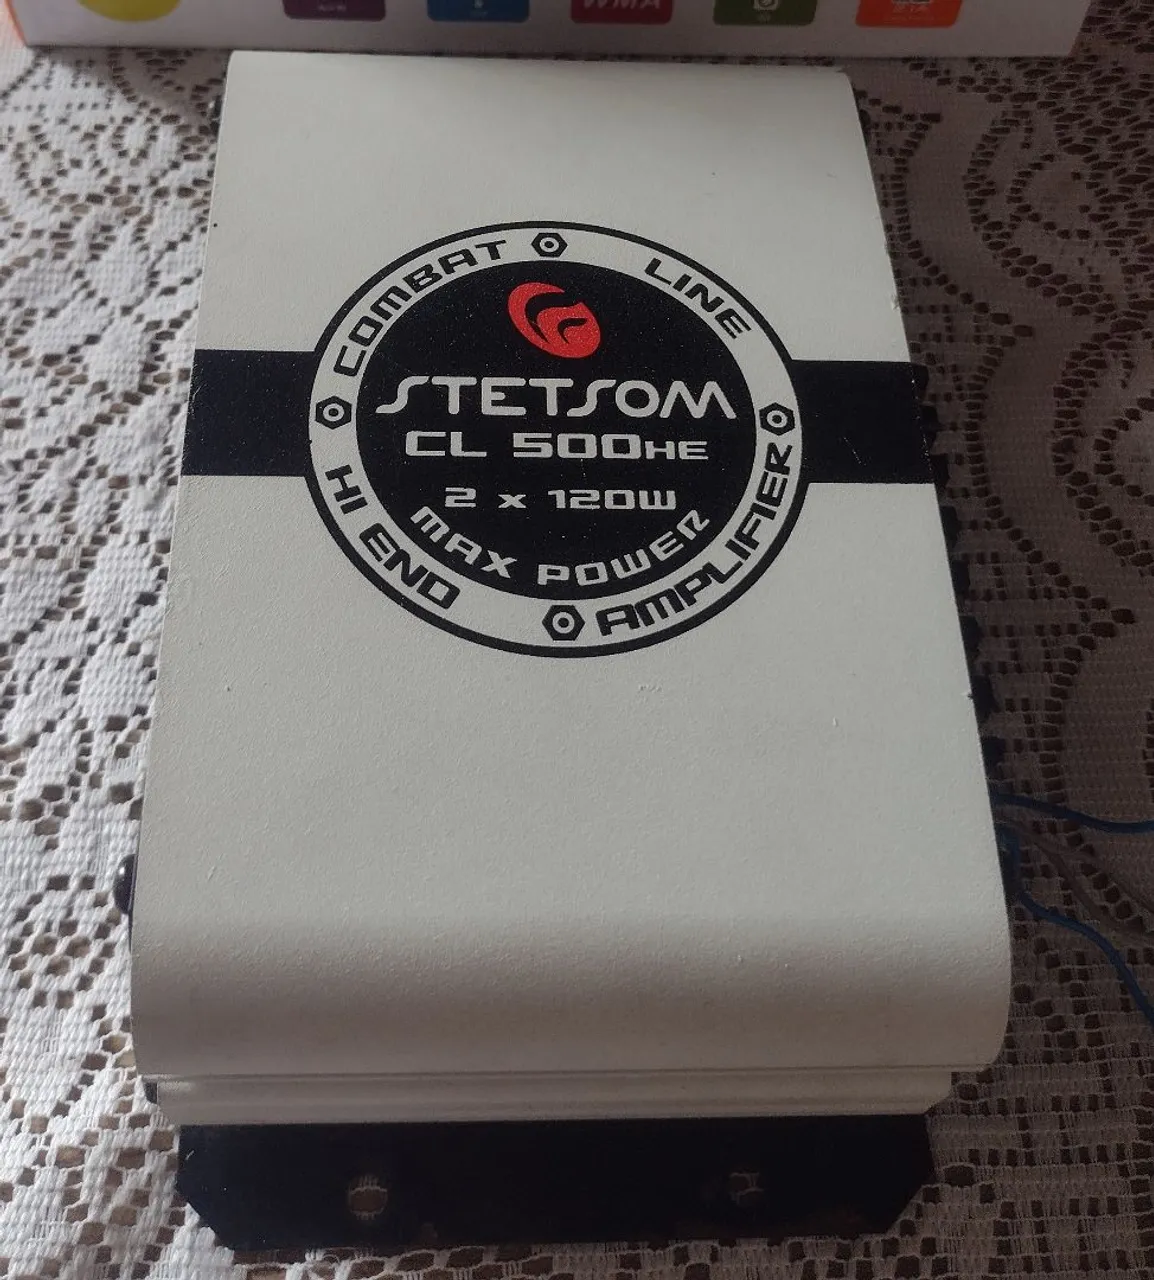 WMA
COMBAT LINE
STETSOM
CL 500HE
2 x 120W
MAX POWER
HI END AMPLIFIER